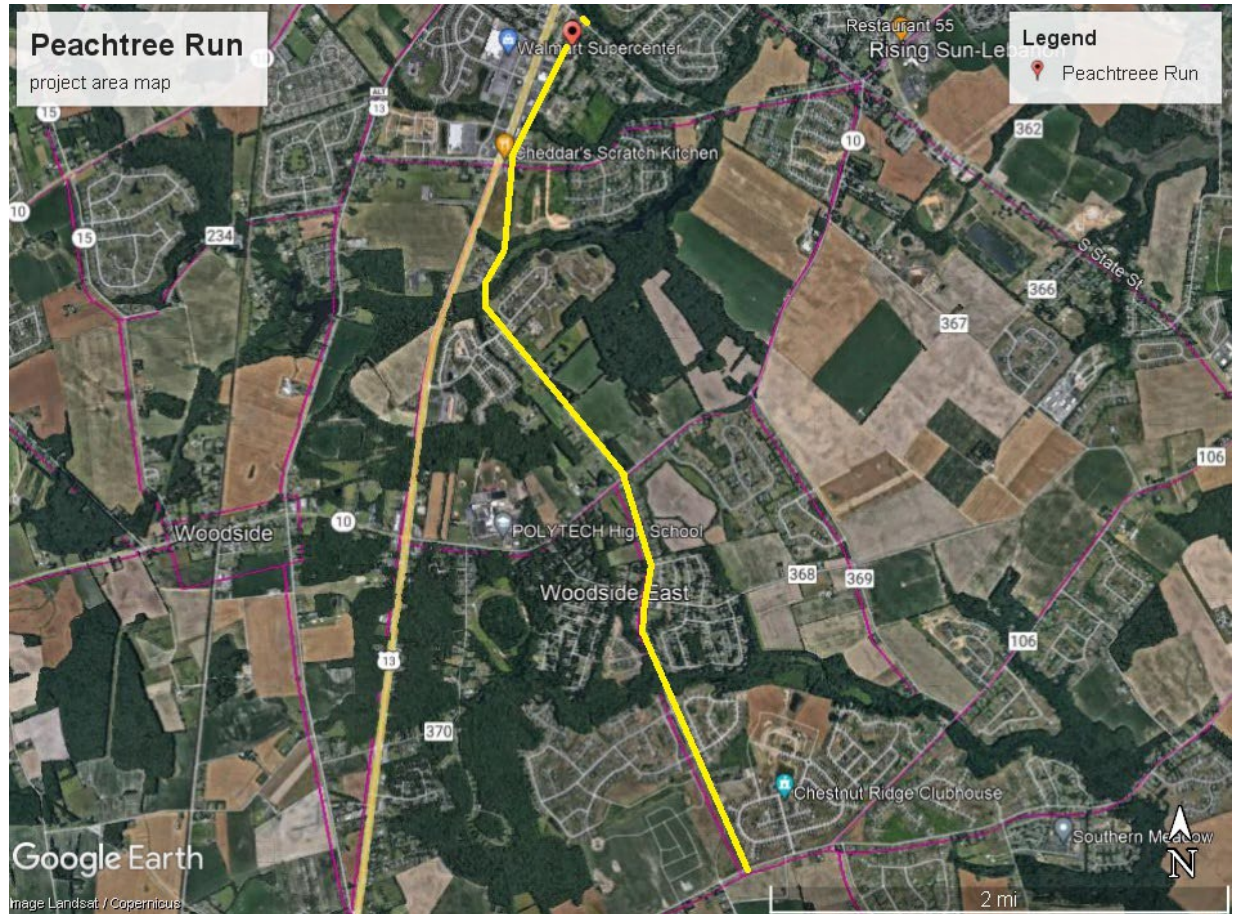 Peachtree Run
project area map
Legend
Peachtreee Run
Restaurant 55
Rising Sun-Lebanon
Walmart Supercenter
10
ALT
13
15
362
10
Cheddar's Scratch Kitchen
10
15
234
S State St
366
367
106
10
Woodside
POLYTECH High School
368
369
Woodside East
106
13
370
Chestnut Ridge Clubhouse
Southern Meadow
N
Google Earth
2 mi
Image Landsat / Copernicus